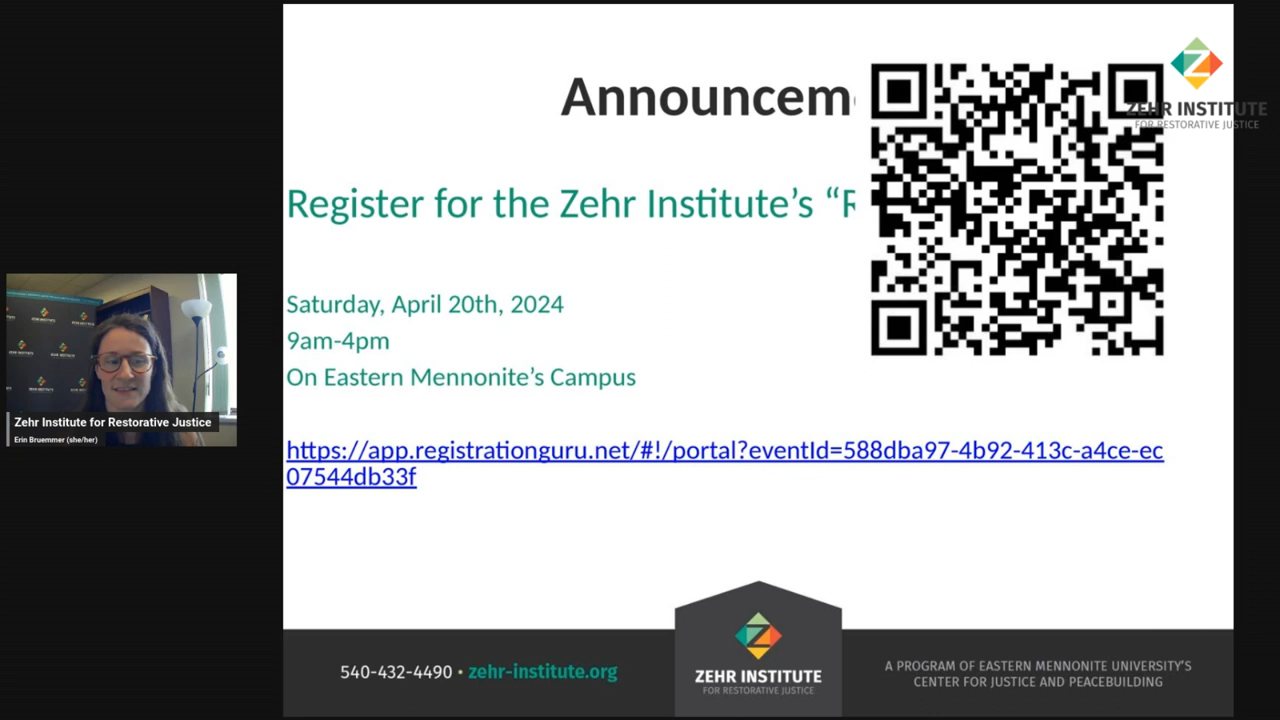 Announcem
Register for the Zehr Institute's “R
Saturday, April 20th, 2024
9am-4pm
On Eastern Mennonite's Campus
https://app.registrationguru.net/#!/portal?eventId=588dba97-4b92-413c-a4ce-ec
07544db33f
ZEHR INSTITUTE
FOR RESTORATIVE JUSTICE
Zehr Institute for Restorative Justice
Erin Bruemmer (she/her)
540-432-4490 • zehr-institute.org
ZEHR INSTITUTE
FOR RESTORATIVE JUSTICE
A PROGRAM OF EASTERN MENNONITE UNIVERSITY'S
CENTER FOR JUSTICE AND PEACEBUILDING